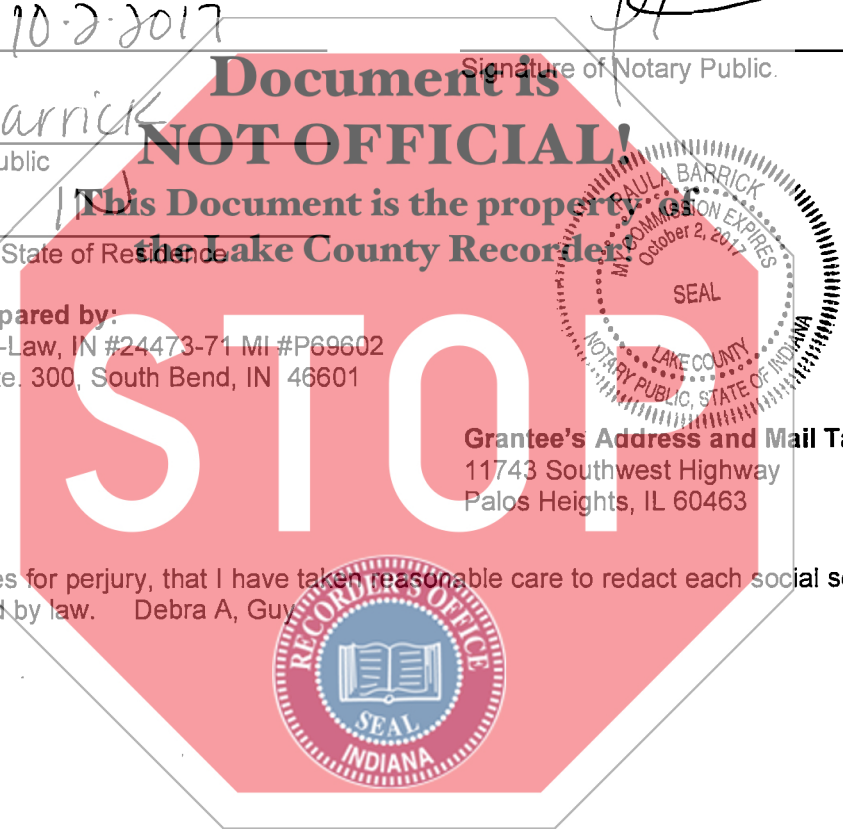 10-2-2017
Document is
Signature of Notary Public.
arrick
NOT OFFICIAL!
ublic
This Document is the property of
IN
the Lake County Recorder!
State of Residence
PAULA BARRICK
MY COMMISSION EXPIRES
October 2, 2017
SEAL
LAKE COUNTY
NOTARY PUBLIC, STATE OF INDIANA
pared by:
-Law, IN #24473-71 MI #P69602
te. 300, South Bend, IN 46601
STOP
Grantee's Address and Mail Ta
11743 Southwest Highway
Palos Heights, IL 60463
es for perjury, that I have taken reasonable care to redact each social se
d by law. Debra A, Guy
RECORDER'S OFFICE
SEAL
INDIANA